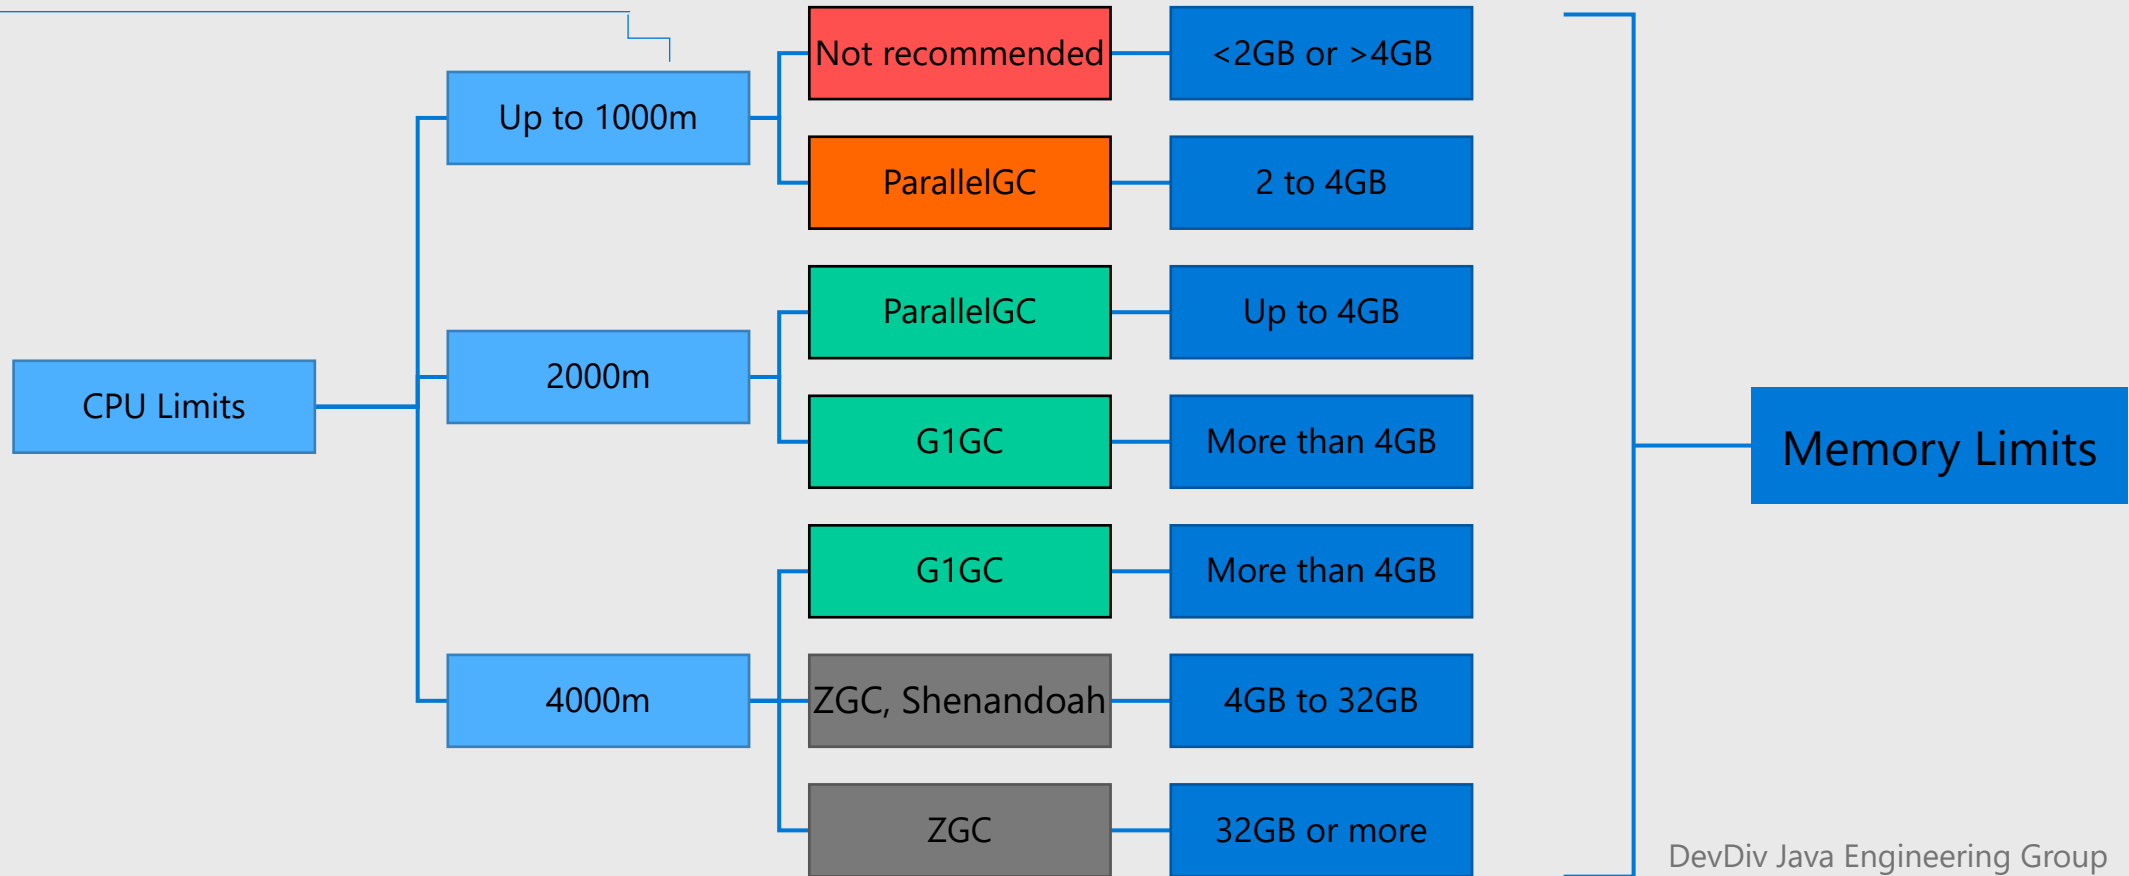 CPU Limits
Up to 1000m
Not recommended
<2GB or >4GB
ParallelGC
2 to 4GB
2000m
ParallelGC
Up to 4GB
G1GC
More than 4GB
4000m
G1GC
More than 4GB
ZGC, Shenandoah
4GB to 32GB
ZGC
32GB or more
Memory Limits
DevDiv Java Engineering Group